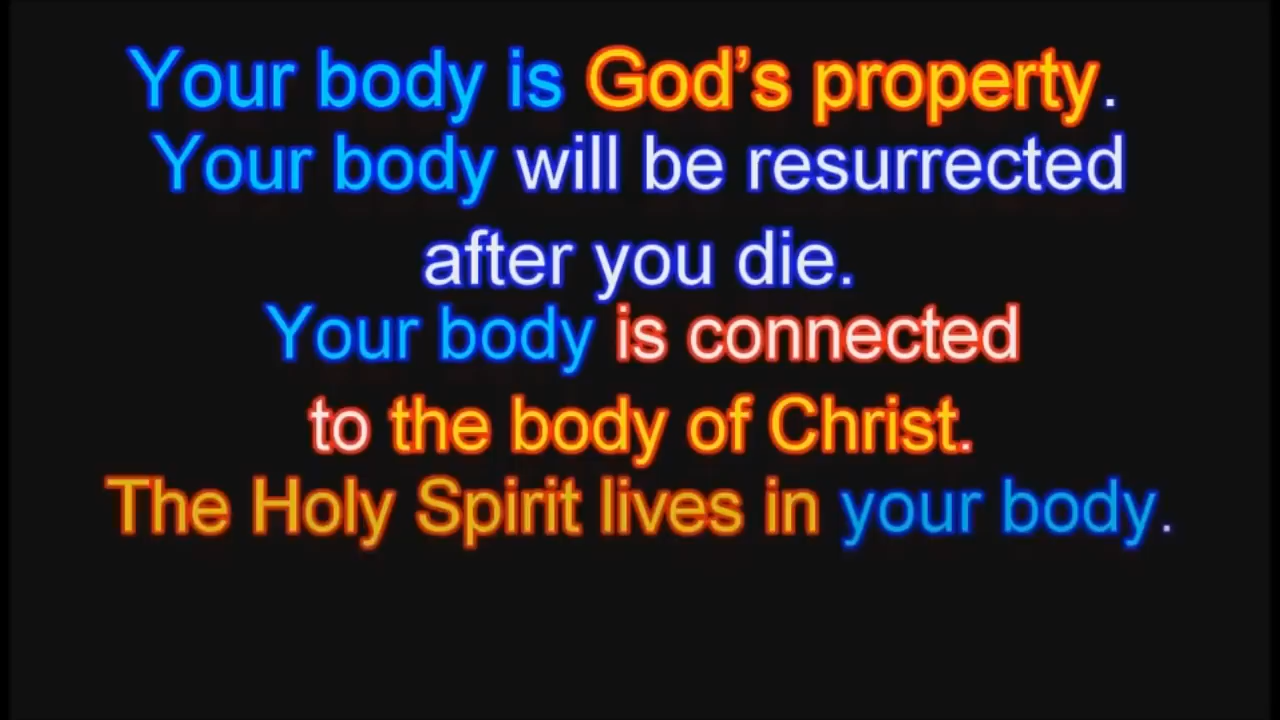 Your body is God’s property.
Your body will be resurrected
after you die.
Your body is connected
to the body of Christ.
The Holy Spirit lives in your body.